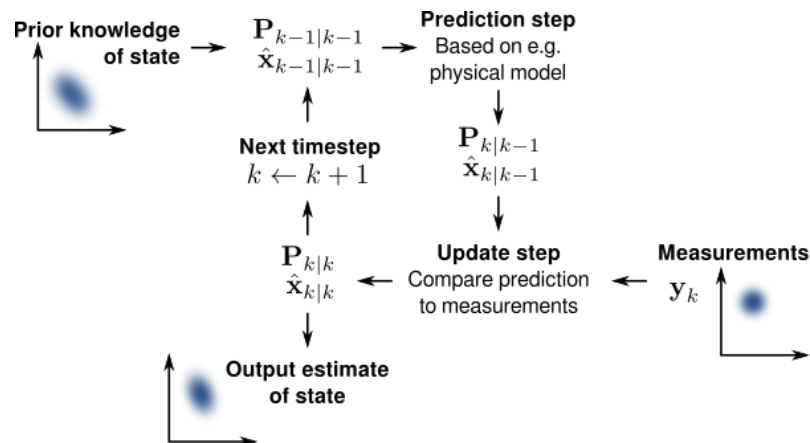 Prior knowledge
of state
P_{k−1|k−1}
x̂_{k−1|k−1}
Prediction step
Based on e.g.
physical model
P_{k|k−1}
x̂_{k|k−1}
Next timestep
k ← k + 1
P_{k|k}
x̂_{k|k}
Update step
Compare prediction
to measurements
Measurements
y_k
Output estimate
of state